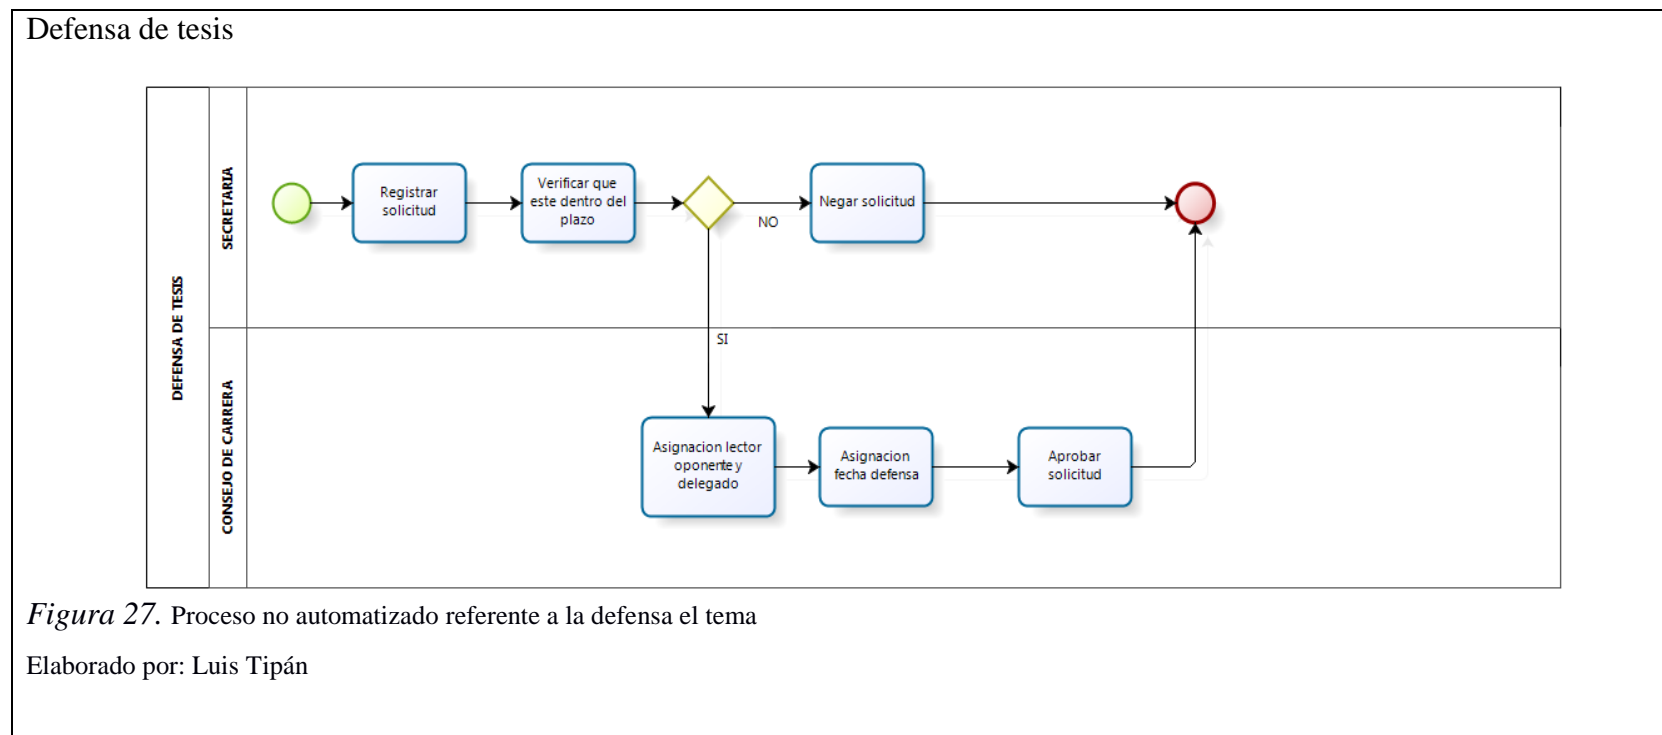 Defensa de tesis
DEFENSA DE TESIS
SECRETARIA
Registrar
solicitud
Verificar que
este dentro del
plazo
NO
Negar solicitud
SI
CONSEJO DE CARRERA
Asignacion lector
oponente y
delegado
Asignacion
fecha defensa
Aprobar
solicitud
Figura 27. Proceso no automatizado referente a la defensa el tema
Elaborado por: Luis Tipán